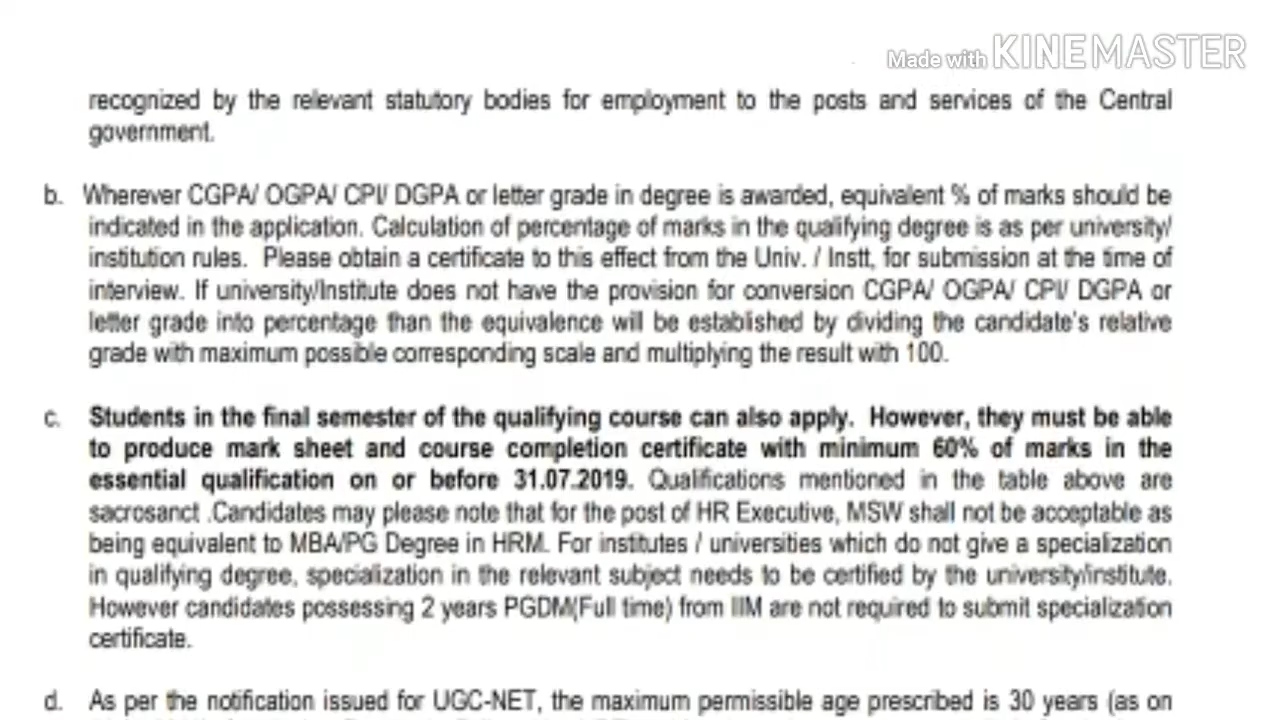 Made with KINEMASTER
recognized by the relevant statutory bodies for employment to the posts and services of the Central
government.
b. Wherever CGPA/ OGPA/ CPI/ DGPA or letter grade in degree is awarded, equivalent % of marks should be
indicated in the application. Calculation of percentage of marks in the qualifying degree is as per university/
institution rules. Please obtain a certificate to this effect from the Univ. / Instt, for submission at the time of
interview. If university/Institute does not have the provision for conversion CGPA/ OGPA/ CPI/ DGPA or
letter grade into percentage than the equivalence will be established by dividing the candidate's relative
grade with maximum possible corresponding scale and multiplying the result with 100.
c. Students in the final semester of the qualifying course can also apply. However, they must be able
to produce mark sheet and course completion certificate with minimum 60% of marks in the
essential qualification on or before 31.07.2019. Qualifications mentioned in the table above are
sacrosanct .Candidates may please note that for the post of HR Executive, MSW shall not be acceptable as
being equivalent to MBA/PG Degree in HRM. For institutes / universities which do not give a specialization
in qualifying degree, specialization in the relevant subject needs to be certified by the university/institute.
However candidates possessing 2 years PGDM(Full time) from IIM are not required to submit specialization
certificate.
d. As per the notification issued for UGC-NET, the maximum permissible age prescribed is 30 years (as on